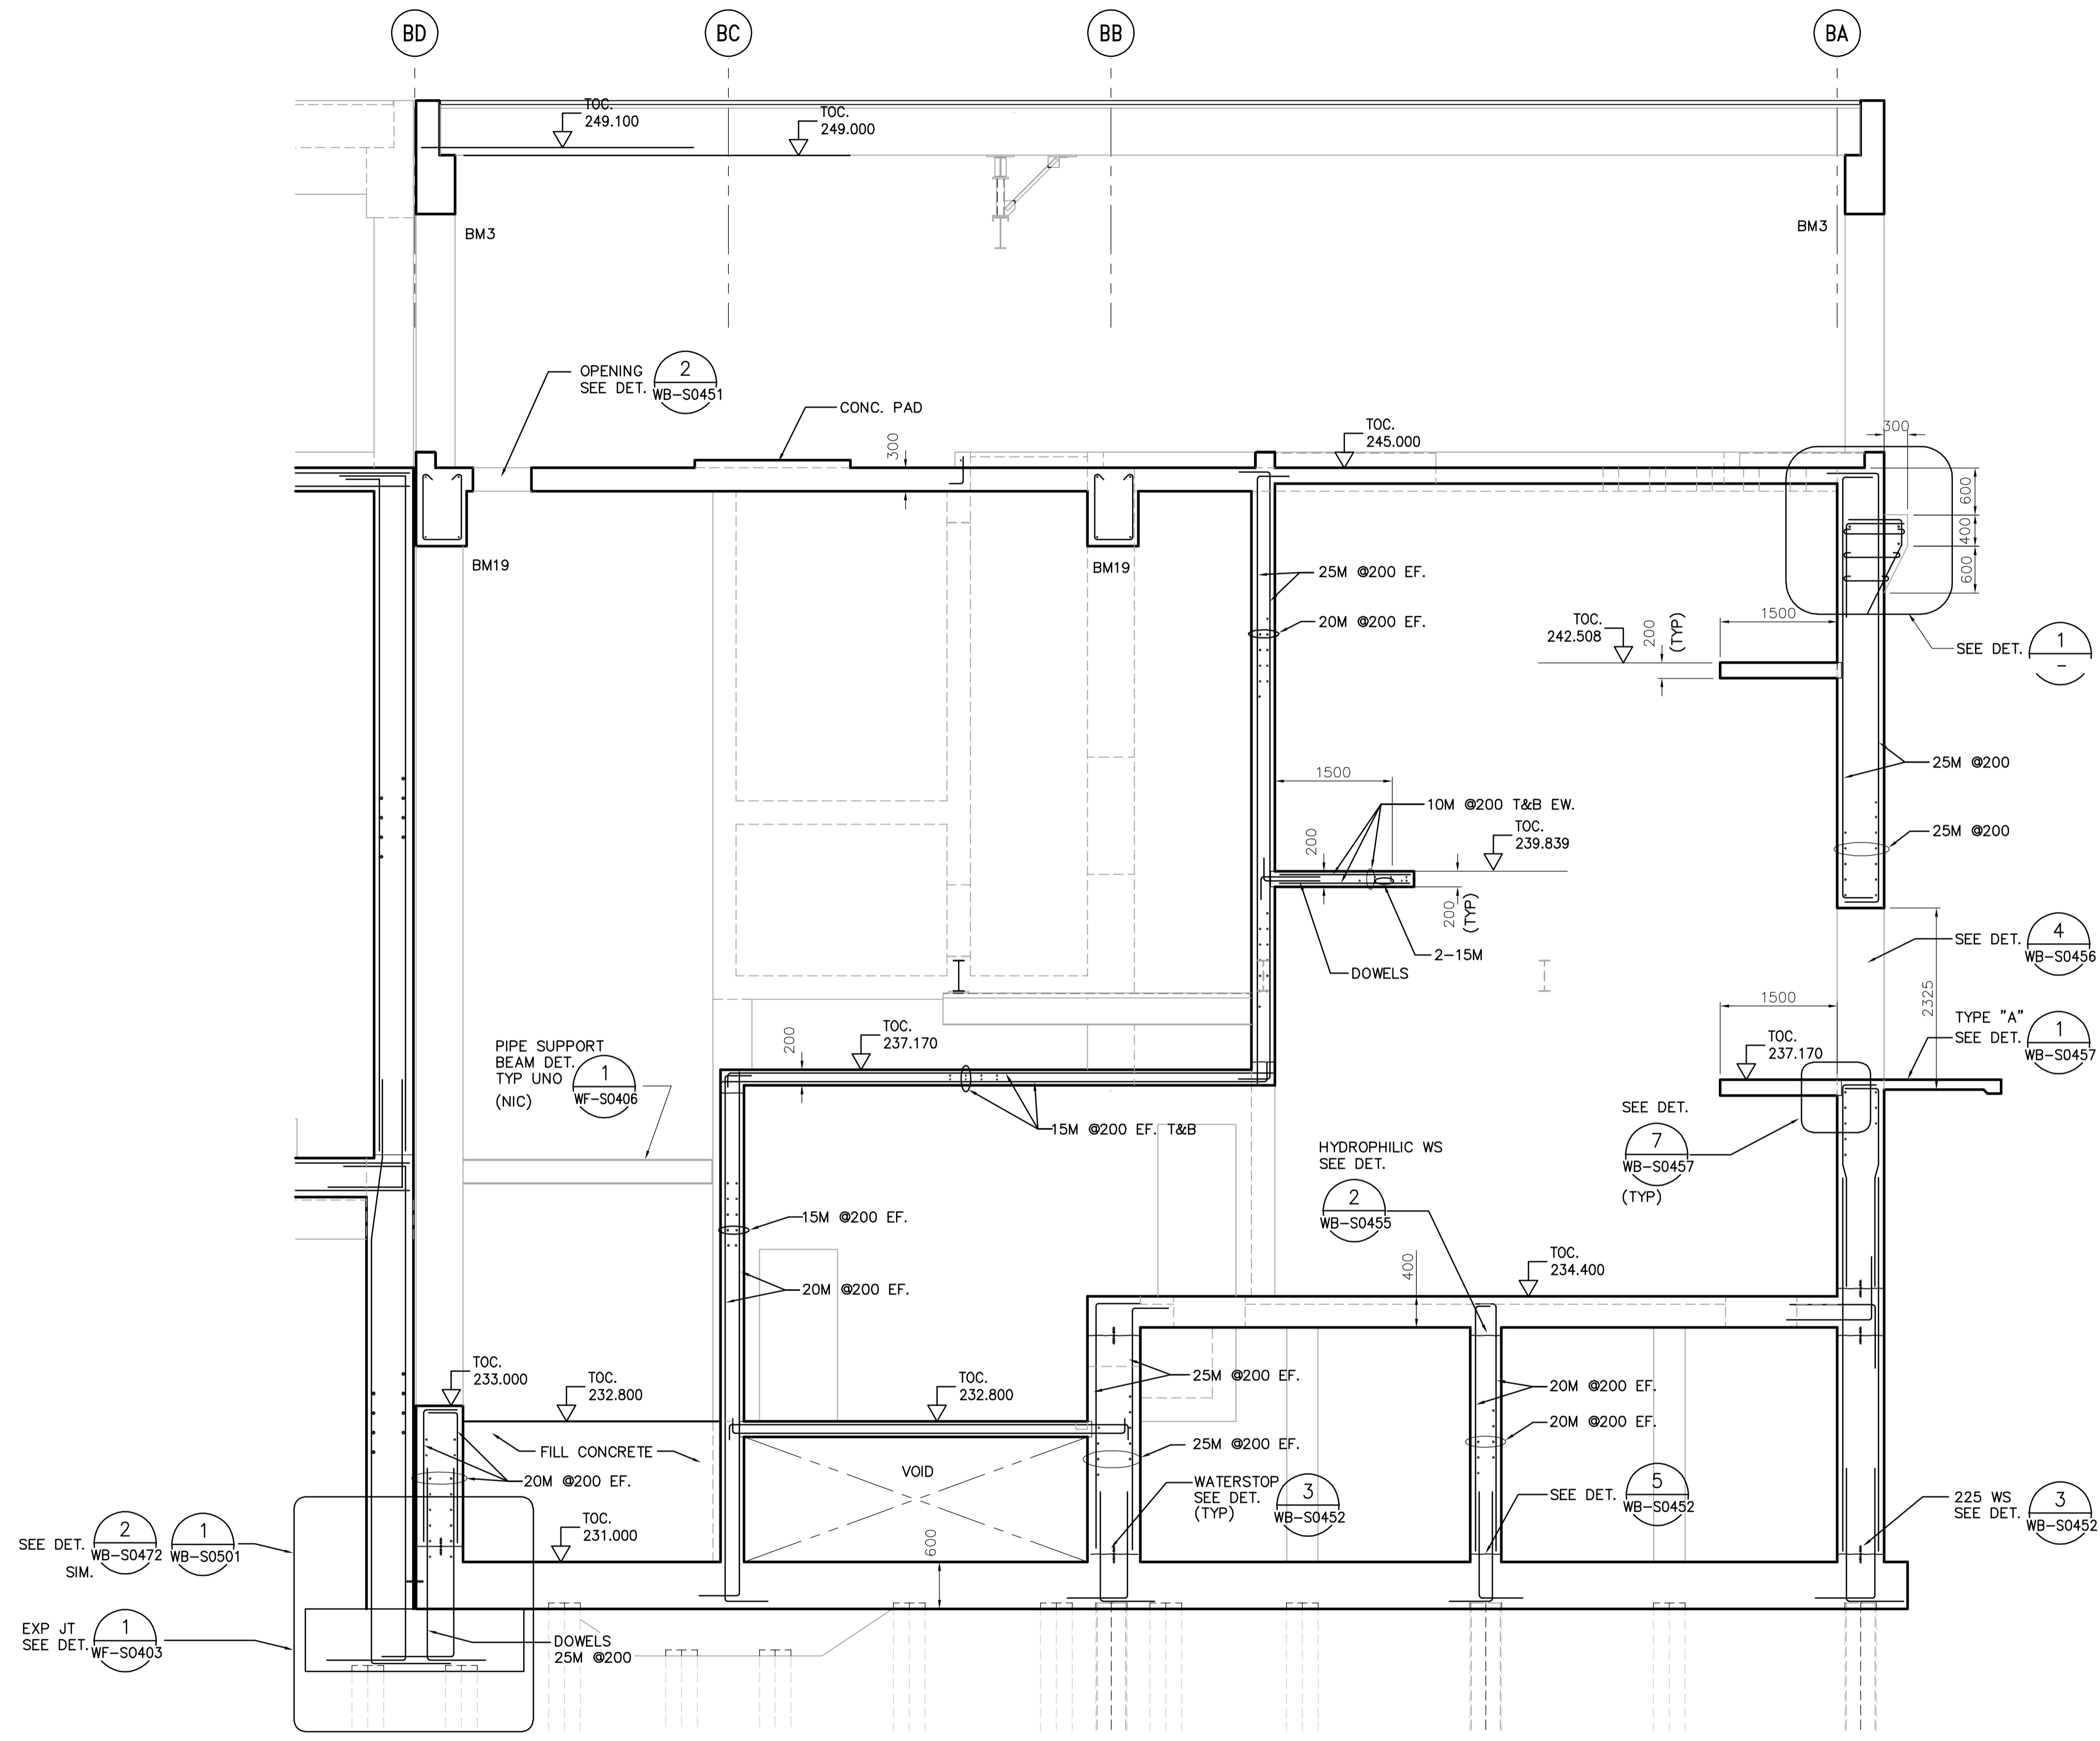 BD
BC
BB
BA
TOC.
249.100
TOC.
249.000
BM3
BM3
OPENING
SEE DET.
2
WB-S0451
CONC. PAD
300
TOC.
245.000
300
600
400
600
BM19
BM19
25M @200 EF.
20M @200 EF.
TOC.
242.508
200
(TYP)
1500
SEE DET.
1
-
25M @200
1500
10M @200 T&B EW.
TOC.
239.839
200
25M @200
200
(TYP)
2-15M
DOWELS
SEE DET.
4
WB-S0456
2325
1500
TYPE "A"
SEE DET.
1
WB-S0457
TOC.
237.170
PIPE SUPPORT
BEAM DET.
TYP UNO
(NIC)
1
WF-S0406
200
TOC.
237.170
15M @200 EF. T&B
SEE DET.
7
WB-S0457
(TYP)
HYDROPHILIC WS
SEE DET.
2
WB-S0455
15M @200 EF.
20M @200 EF.
400
TOC.
234.400
TOC.
233.000
TOC.
232.800
TOC.
232.800
25M @200 EF.
20M @200 EF.
20M @200 EF.
25M @200 EF.
FILL CONCRETE
20M @200 EF.
VOID
WATERSTOP
SEE DET.
(TYP)
3
WB-S0452
SEE DET.
5
WB-S0452
225 WS
SEE DET.
3
WB-S0452
TOC.
231.000
600
SEE DET.
2
WB-S0472
1
WB-S0501
SIM.
EXP JT
SEE DET.
1
WF-S0403
DOWELS
25M @200